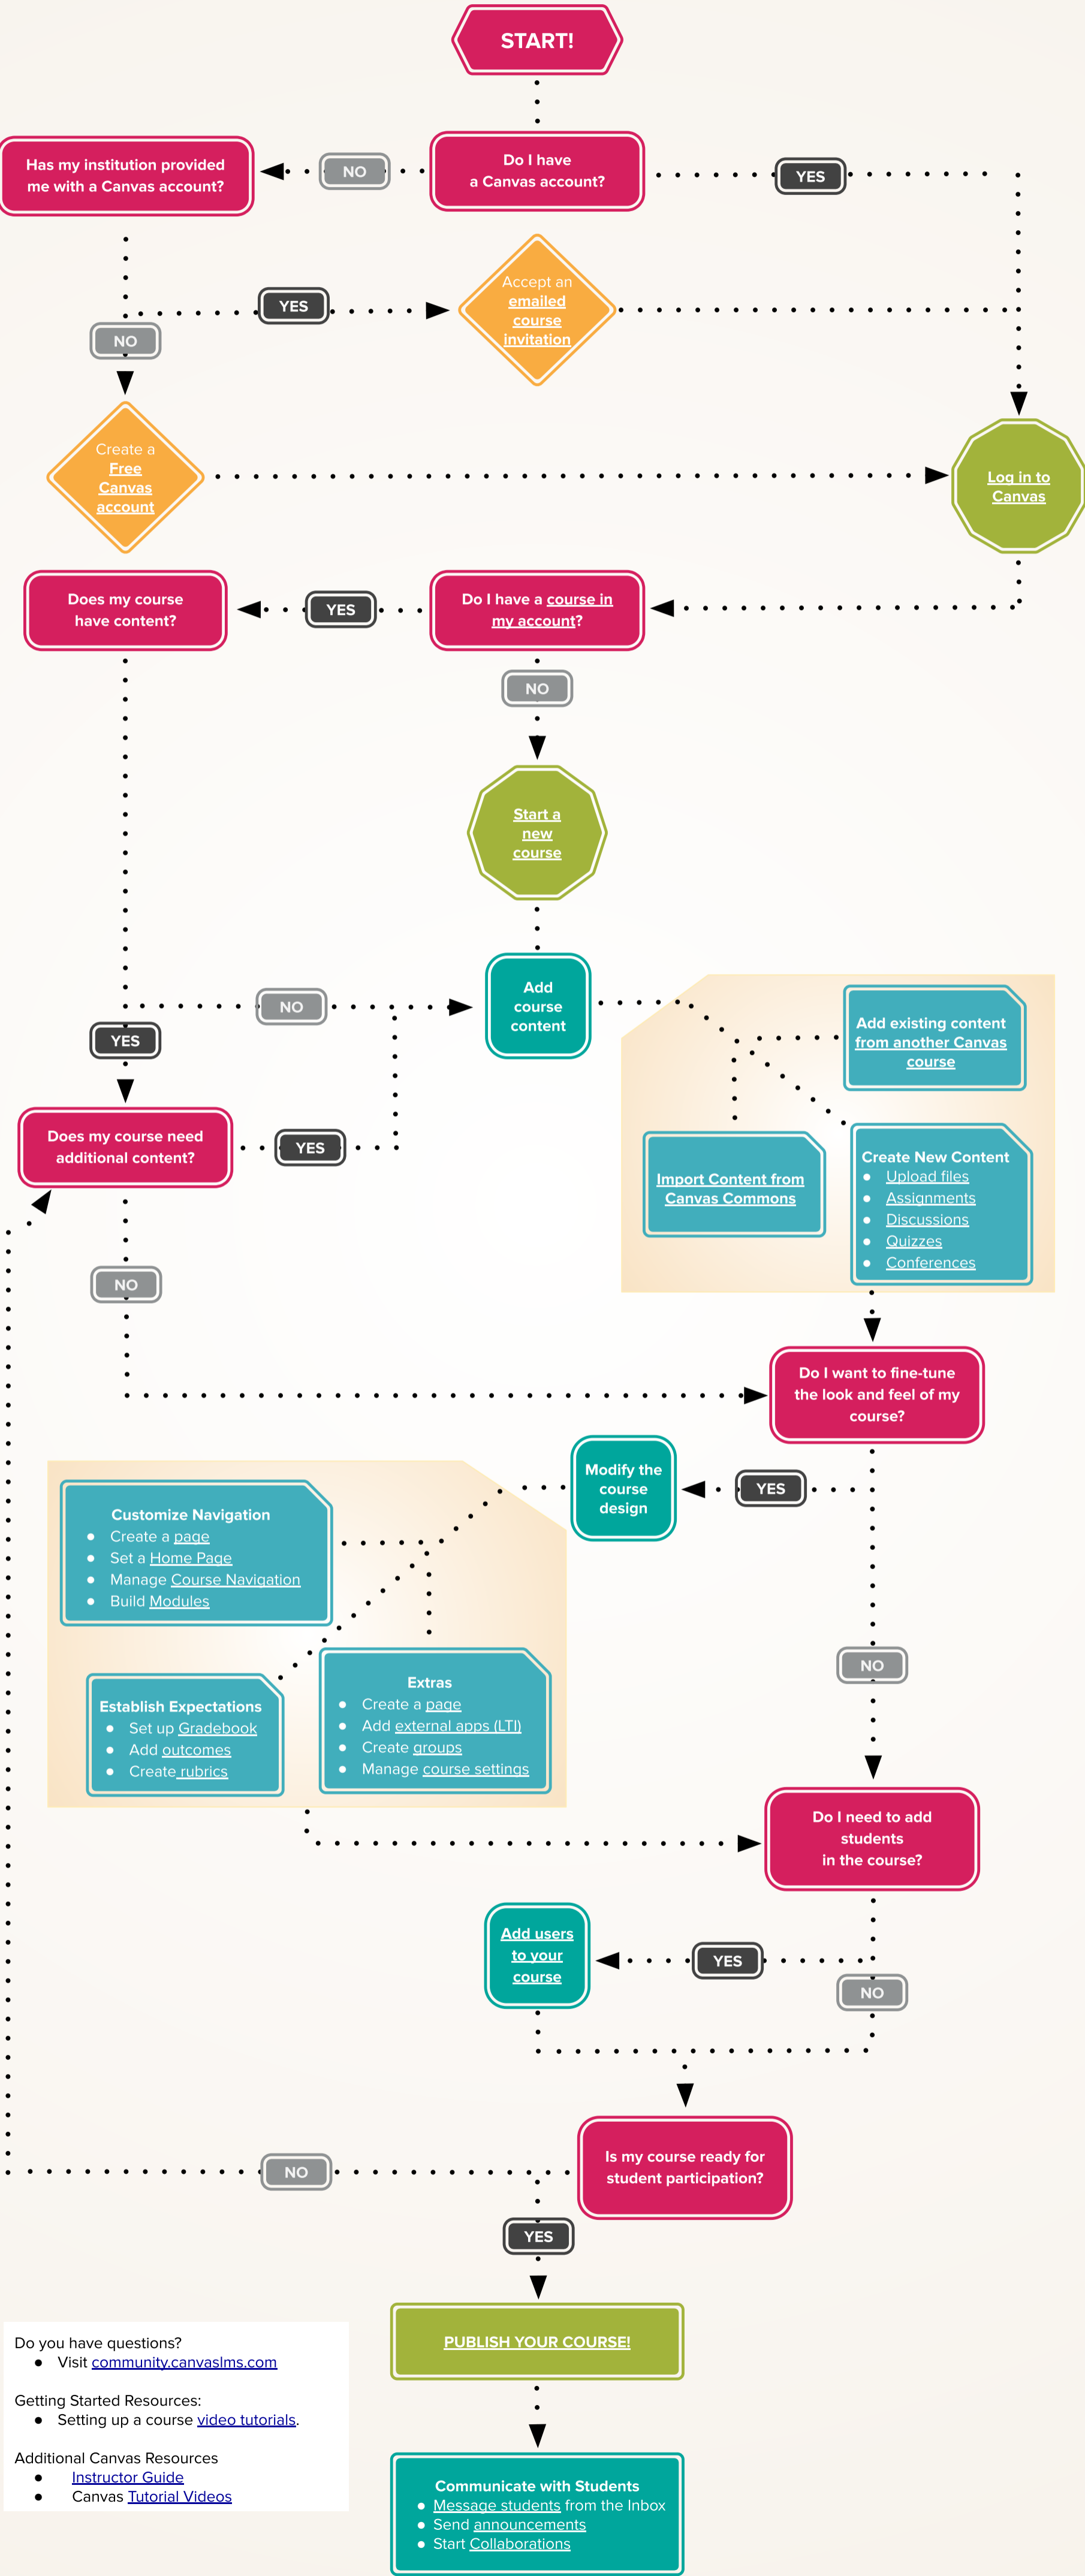 START!
Has my institution provided
me with a Canvas account?
NO
Do I have
a Canvas account?
YES
Accept an
emailed
course
invitation
YES
NO
Create a
Free
Canvas
account
Log in to
Canvas
Does my course
have content?
YES
Do I have a course in
my account?
NO
Start a
new
course
Add
course
content
NO
YES
Add existing content
from another Canvas
course
Does my course need
additional content?
YES
Import Content from
Canvas Commons
Create New Content
● Upload files
● Assignments
● Discussions
● Quizzes
● Conferences
NO
Do I want to fine-tune
the look and feel of my
course?
Modify the
course
design
YES
Customize Navigation
● Create a page
● Set a Home Page
● Manage Course Navigation
● Build Modules
NO
Establish Expectations
● Set up Gradebook
● Add outcomes
● Create rubrics
Extras
● Create a page
● Add external apps (LTI)
● Create groups
● Manage course settings
Do I need to add
students
in the course?
Add users
to your
course
YES
NO
Is my course ready for
student participation?
NO
YES
PUBLISH YOUR COURSE!
Do you have questions?
● Visit community.canvaslms.com
Getting Started Resources:
● Setting up a course video tutorials.
Additional Canvas Resources
● Instructor Guide
● Canvas Tutorial Videos
Communicate with Students
● Message students from the Inbox
● Send announcements
● Start Collaborations